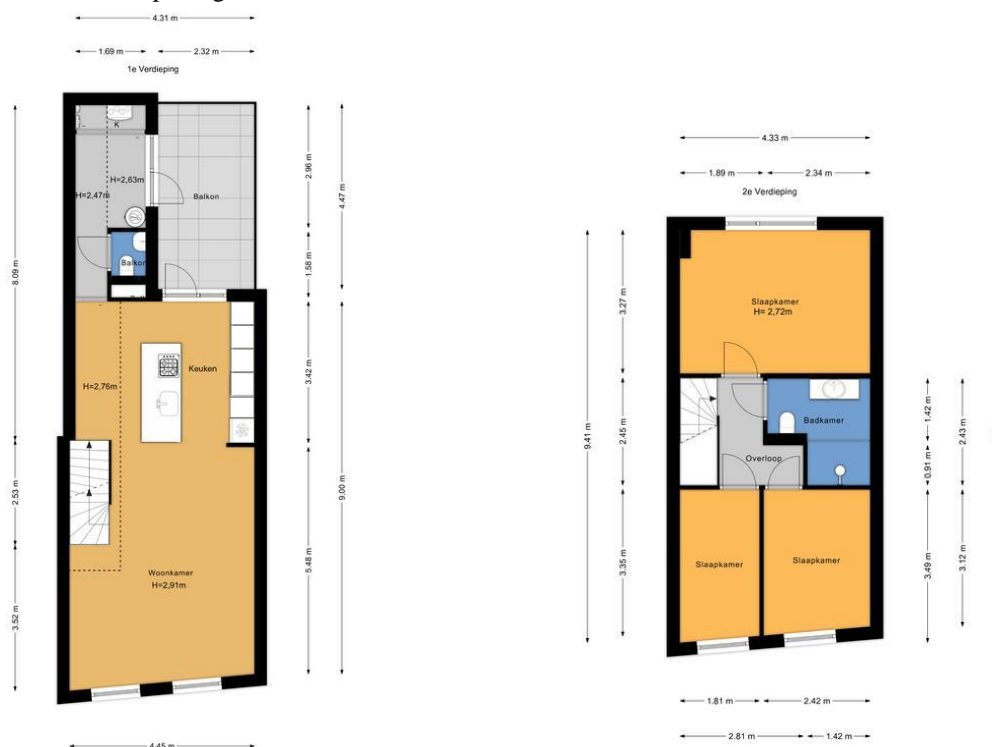 4.31 m
1.69 m
2.32 m
1e Verdieping
K
H=2,63m
H=2,47m
Balkon
Balkon
8.09 m
2.96 m
4.47 m
1.58 m
Keuken
H=2,76m
3.42 m
2.53 m
9.00 m
5.48 m
Woonkamer
H=2,91m
3.52 m
4.45 m
4.33 m
1.89 m
2.34 m
2e Verdieping
Slaapkamer
H= 2,72m
3.27 m
9.41 m
2.45 m
1.42 m
2.43 m
0.91 m
Badkamer
Overloop
Slaapkamer
Slaapkamer
3.35 m
3.49 m
3.12 m
1.81 m
2.42 m
2.81 m
1.42 m